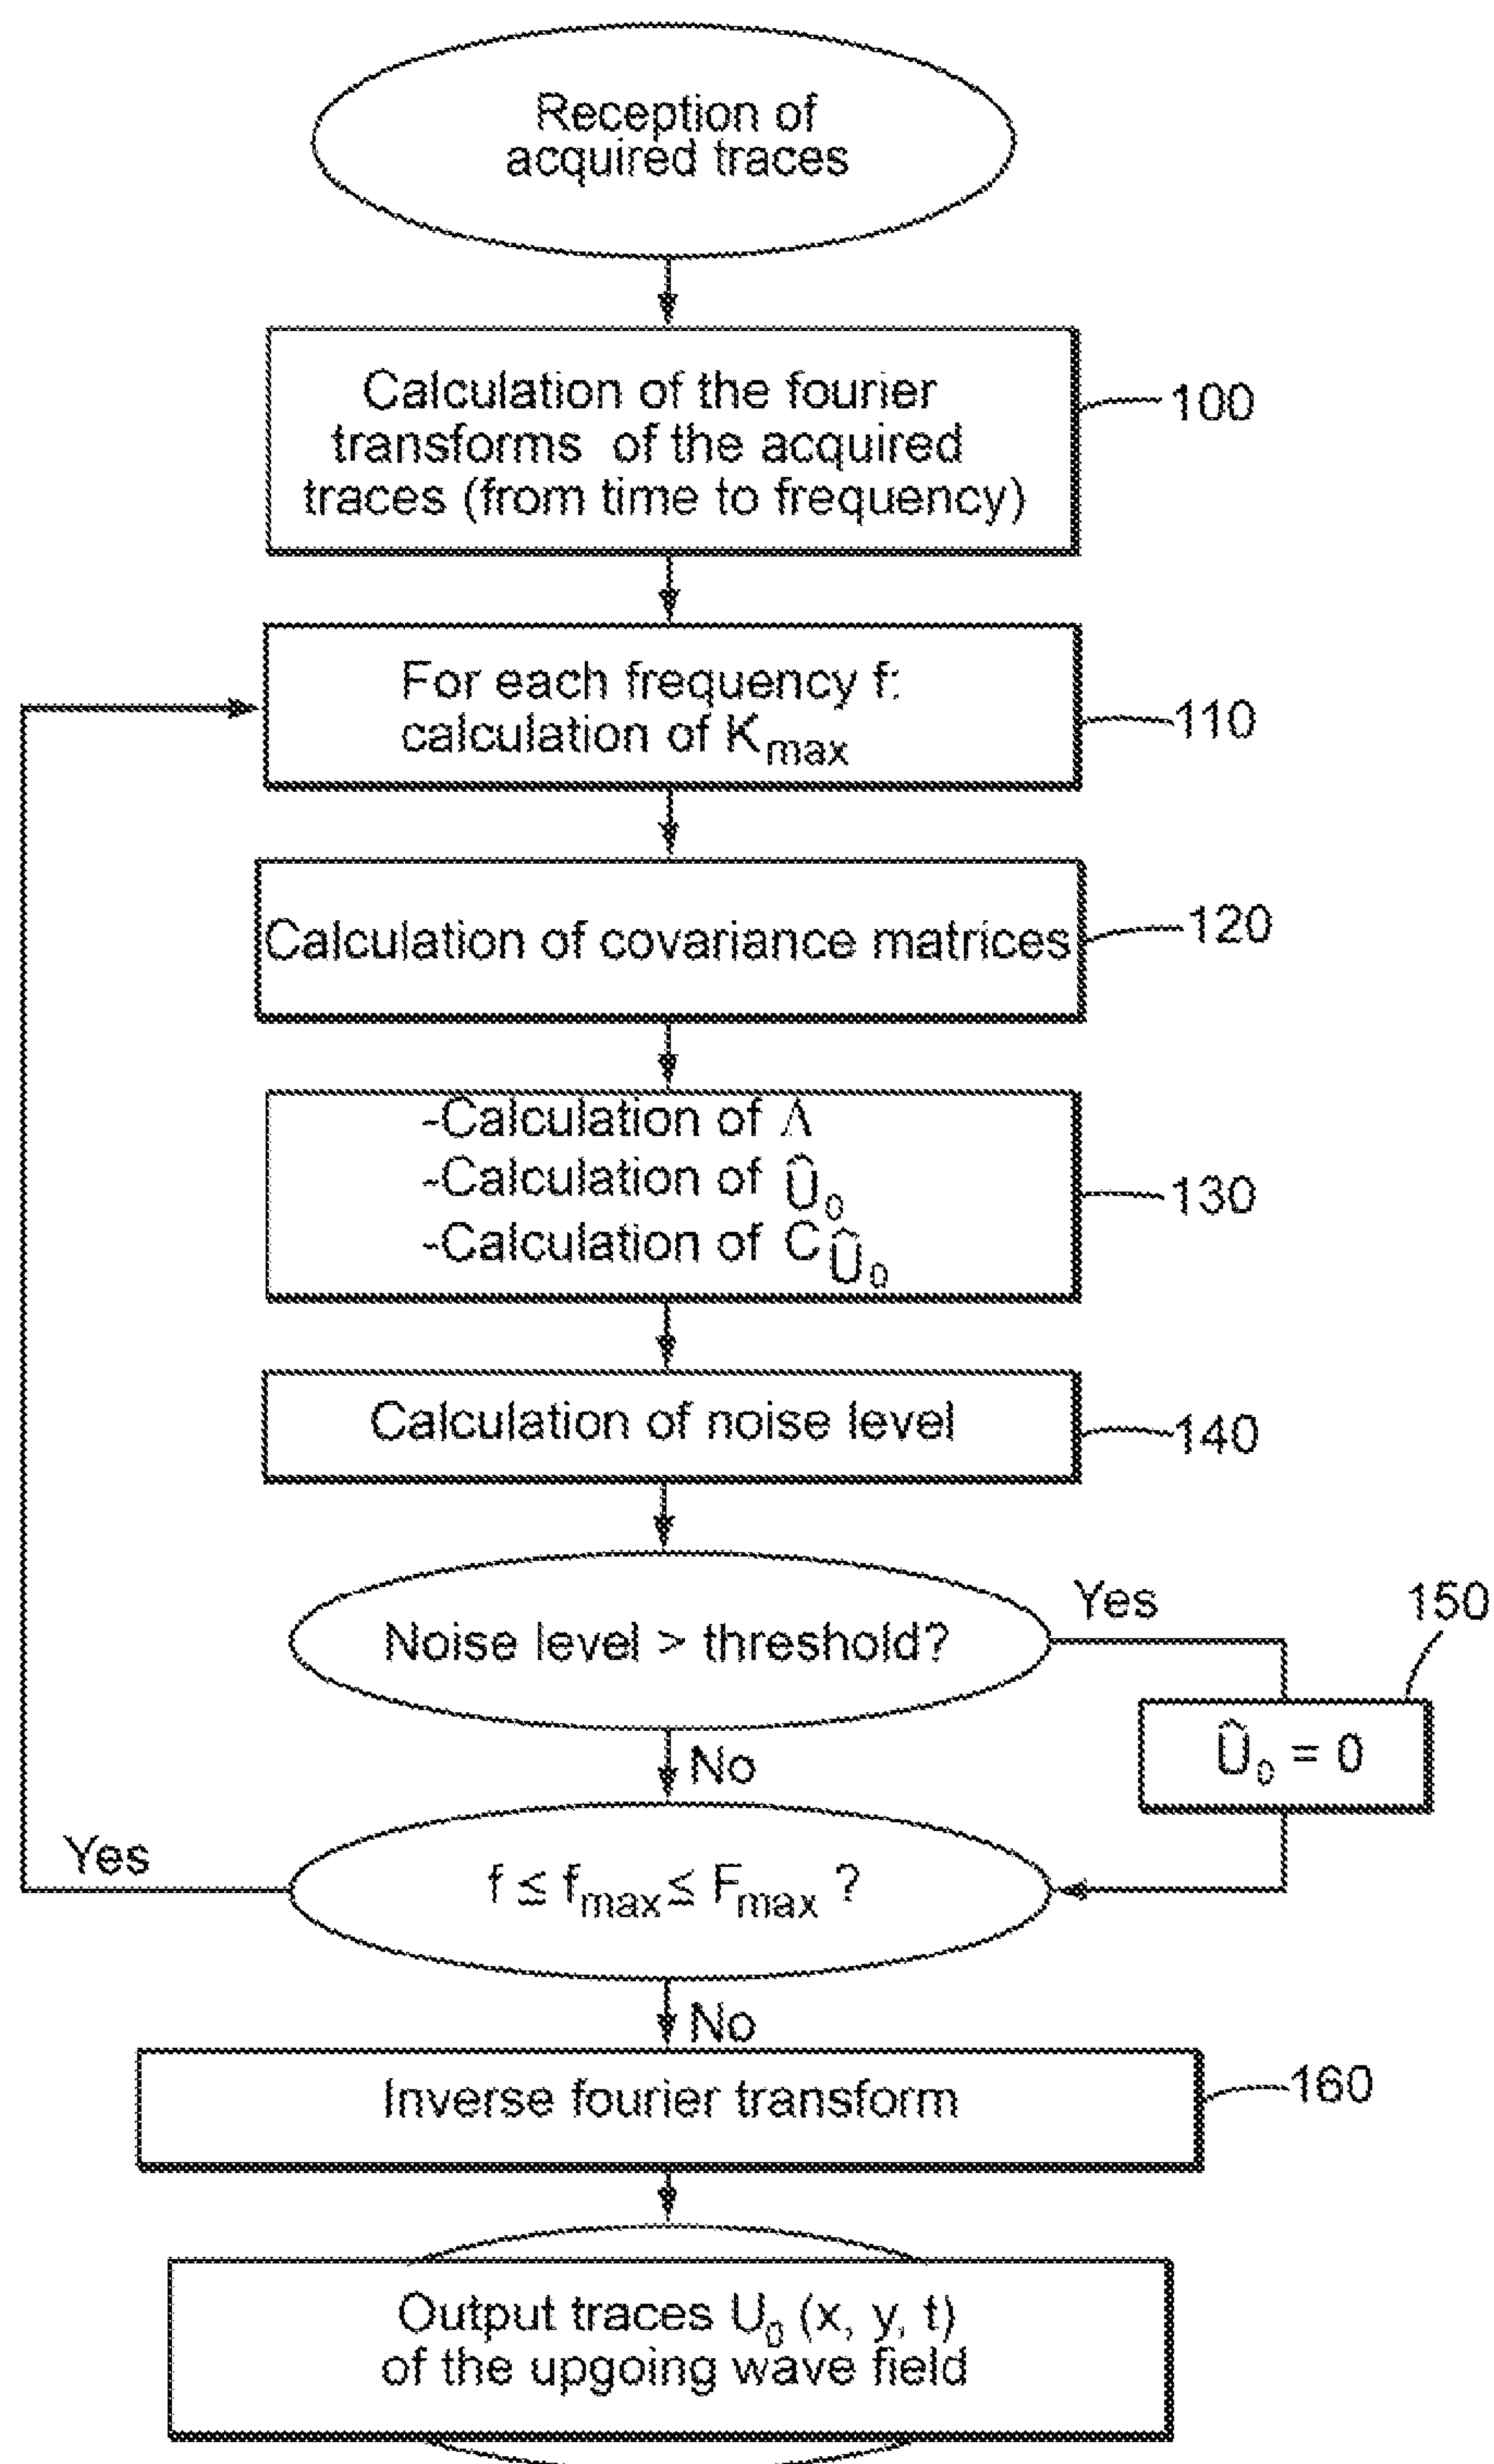 Reception of
acquired traces
Calculation of the fourier
transforms of the acquired
traces (from time to frequency)
100
For each frequency f:
calculation of Kmax
110
Calculation of covariance matrices
120
-Calculation of Λ
-Calculation of Û₀
-Calculation of C Û₀
130
Calculation of noise level
140
Noise level > threshold?
Yes
150
Û₀ = 0
No
Yes
f ≤ fmax ≤ Fmax ?
No
Inverse fourier transform
160
Output traces U₀ (x, y, t)
of the upgoing wave field